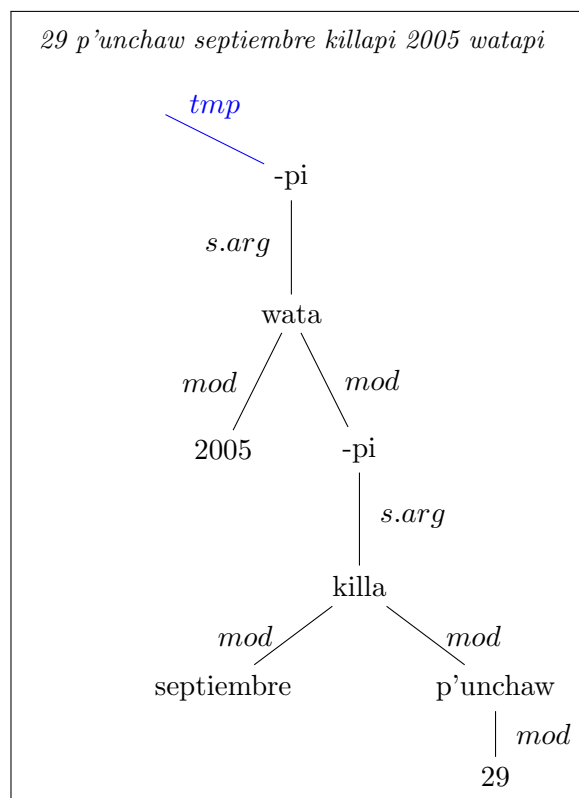 29 p'unchaw septiembre killapi 2005 watapi
tmp
-pi
s.arg
wata
mod mod
2005 -pi
s.arg
killa
mod mod
septiembre p'unchaw
mod
29